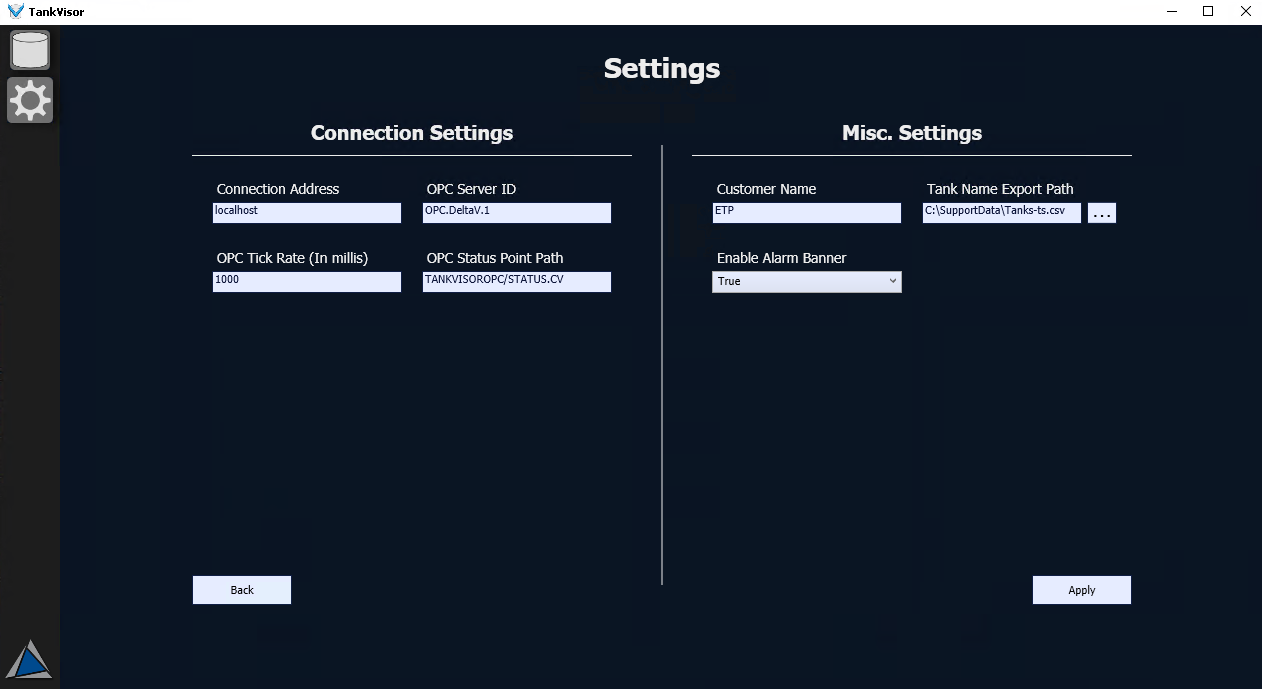 TankVisor
Settings
Connection Settings
Connection Address
OPC Server ID
localhost
OPC.DeltaV.1
OPC Tick Rate (In millis)
OPC Status Point Path
1000
TANKVISOROPC/STATUS.CV
Misc. Settings
Customer Name
Tank Name Export Path
ETP
C:\SupportData\Tanks-ts.csv
...
Enable Alarm Banner
True
Back
Apply